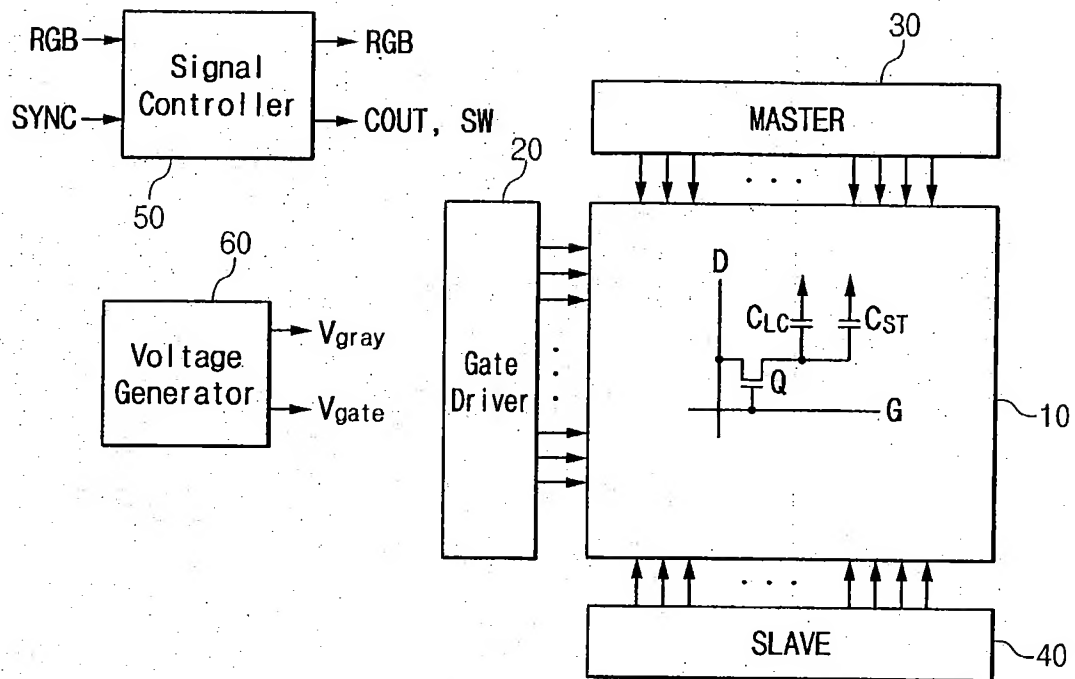 RGB
SYNC
Signal
Controller
RGB
COUT, SW
50
30
MASTER
20
Gate
Driver
60
Voltage
Generator
Vgray
Vgate
D
CLC
CST
Q
G
10
SLAVE
40